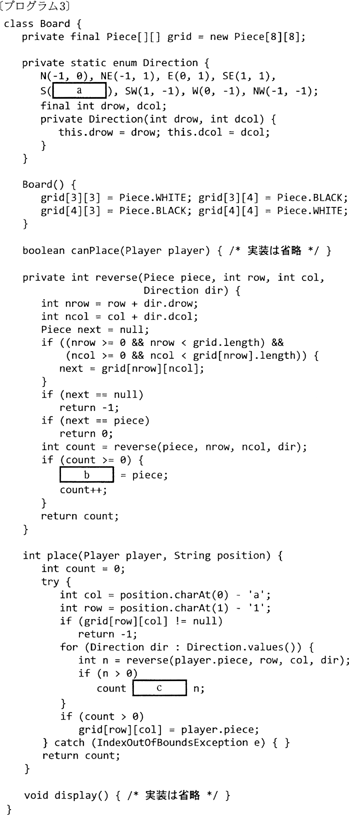 〔プログラム3〕
class Board {
private final Piece[][] grid = new Piece[8][8];
private static enum Direction {
N(-1, 0), NE(-1, 1), E(0, 1), SE(1, 1),
S( a ), SW(1, -1), W(0, -1), NW(-1, -1);
final int drow, dcol;
private Direction(int drow, int dcol) {
this.drow = drow; this.dcol = dcol;
}
}
Board() {
grid[3][3] = Piece.WHITE; grid[3][4] = Piece.BLACK;
grid[4][3] = Piece.BLACK; grid[4][4] = Piece.WHITE;
}
boolean canPlace(Player player) { /* 実装は省略 */ }
private int reverse(Piece piece, int row, int col,
Direction dir) {
int nrow = row + dir.drow;
int ncol = col + dir.dcol;
Piece next = null;
if ((nrow >= 0 && nrow < grid.length) &&
(ncol >= 0 && ncol < grid[nrow].length)) {
next = grid[nrow][ncol];
}
if (next == null)
return -1;
if (next == piece)
return 0;
int count = reverse(piece, nrow, ncol, dir);
if (count >= 0) {
b = piece;
count++;
}
return count;
}
int place(Player player, String position) {
int count = 0;
try {
int col = position.charAt(0) - 'a';
int row = position.charAt(1) - '1';
if (grid[row][col] != null)
return -1;
for (Direction dir : Direction.values()) {
int n = reverse(player.piece, row, col, dir);
if (n > 0)
count c n;
}
if (count > 0)
grid[row][col] = player.piece;
} catch (IndexOutOfBoundsException e) { }
return count;
}
void display() { /* 実装は省略 */ }
}